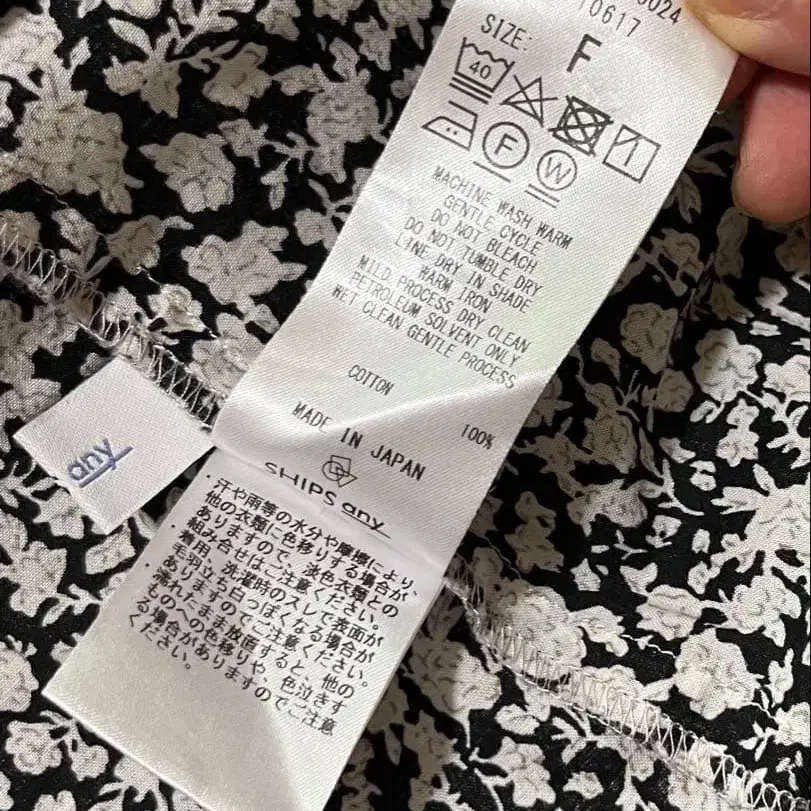 3024
10617
SIZE: F
40
F W
MACHINE WASH WARM
GENTLE CYCLE
DO NOT BLEACH
DO NOT TUMBLE DRY
LINE DRY IN SHADE
WARM IRON
MILD PROCESS DRY CLEAN
PETROLEUM SOLVENT ONLY
WET CLEAN GENTLE PROCESS
COTTON 100%
MADE IN JAPAN
SHIPS any
any
・汗や雨等の水分や摩擦により、
他の衣類に色移りする場合が
ありますので、淡色衣類との
組み合せはご注意ください。
・着用、洗濯時のスレで表面が
毛羽立ち白っぽくなる場合が
ありますのでご注意ください。
・濡れたまま放置すると、他の
ものへの色移りや、色泣きす
る場合がありますのでご注意
ください。